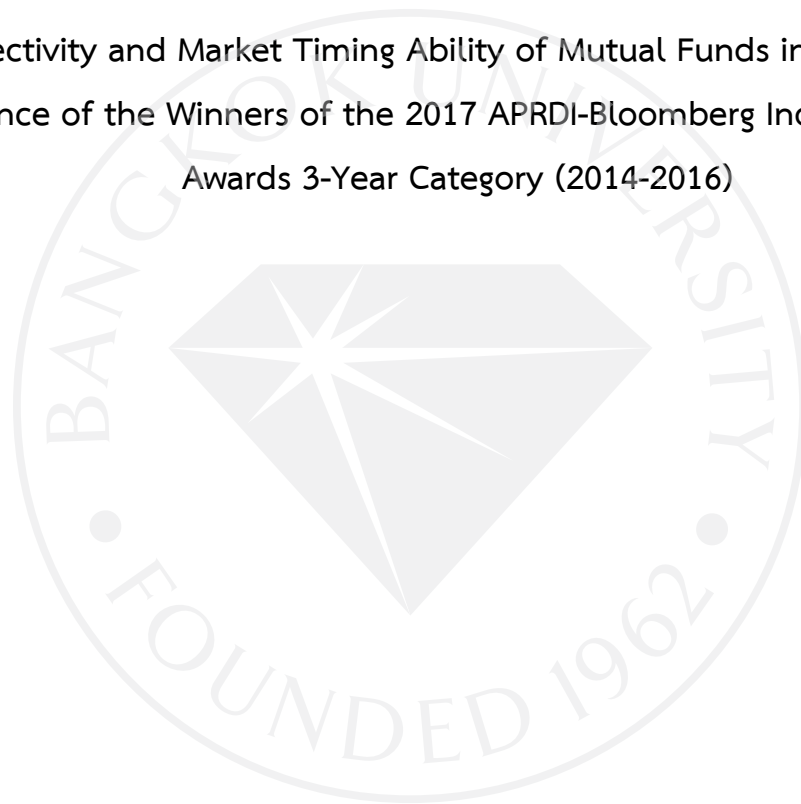 ectivity and Market Timing Ability of Mutual Funds in
nce of the Winners of the 2017 APRDI-Bloomberg
Awards 3-Year Category (2014-2016)
BANGKOK UNIVERSITY
• FOUNDED 1962 •